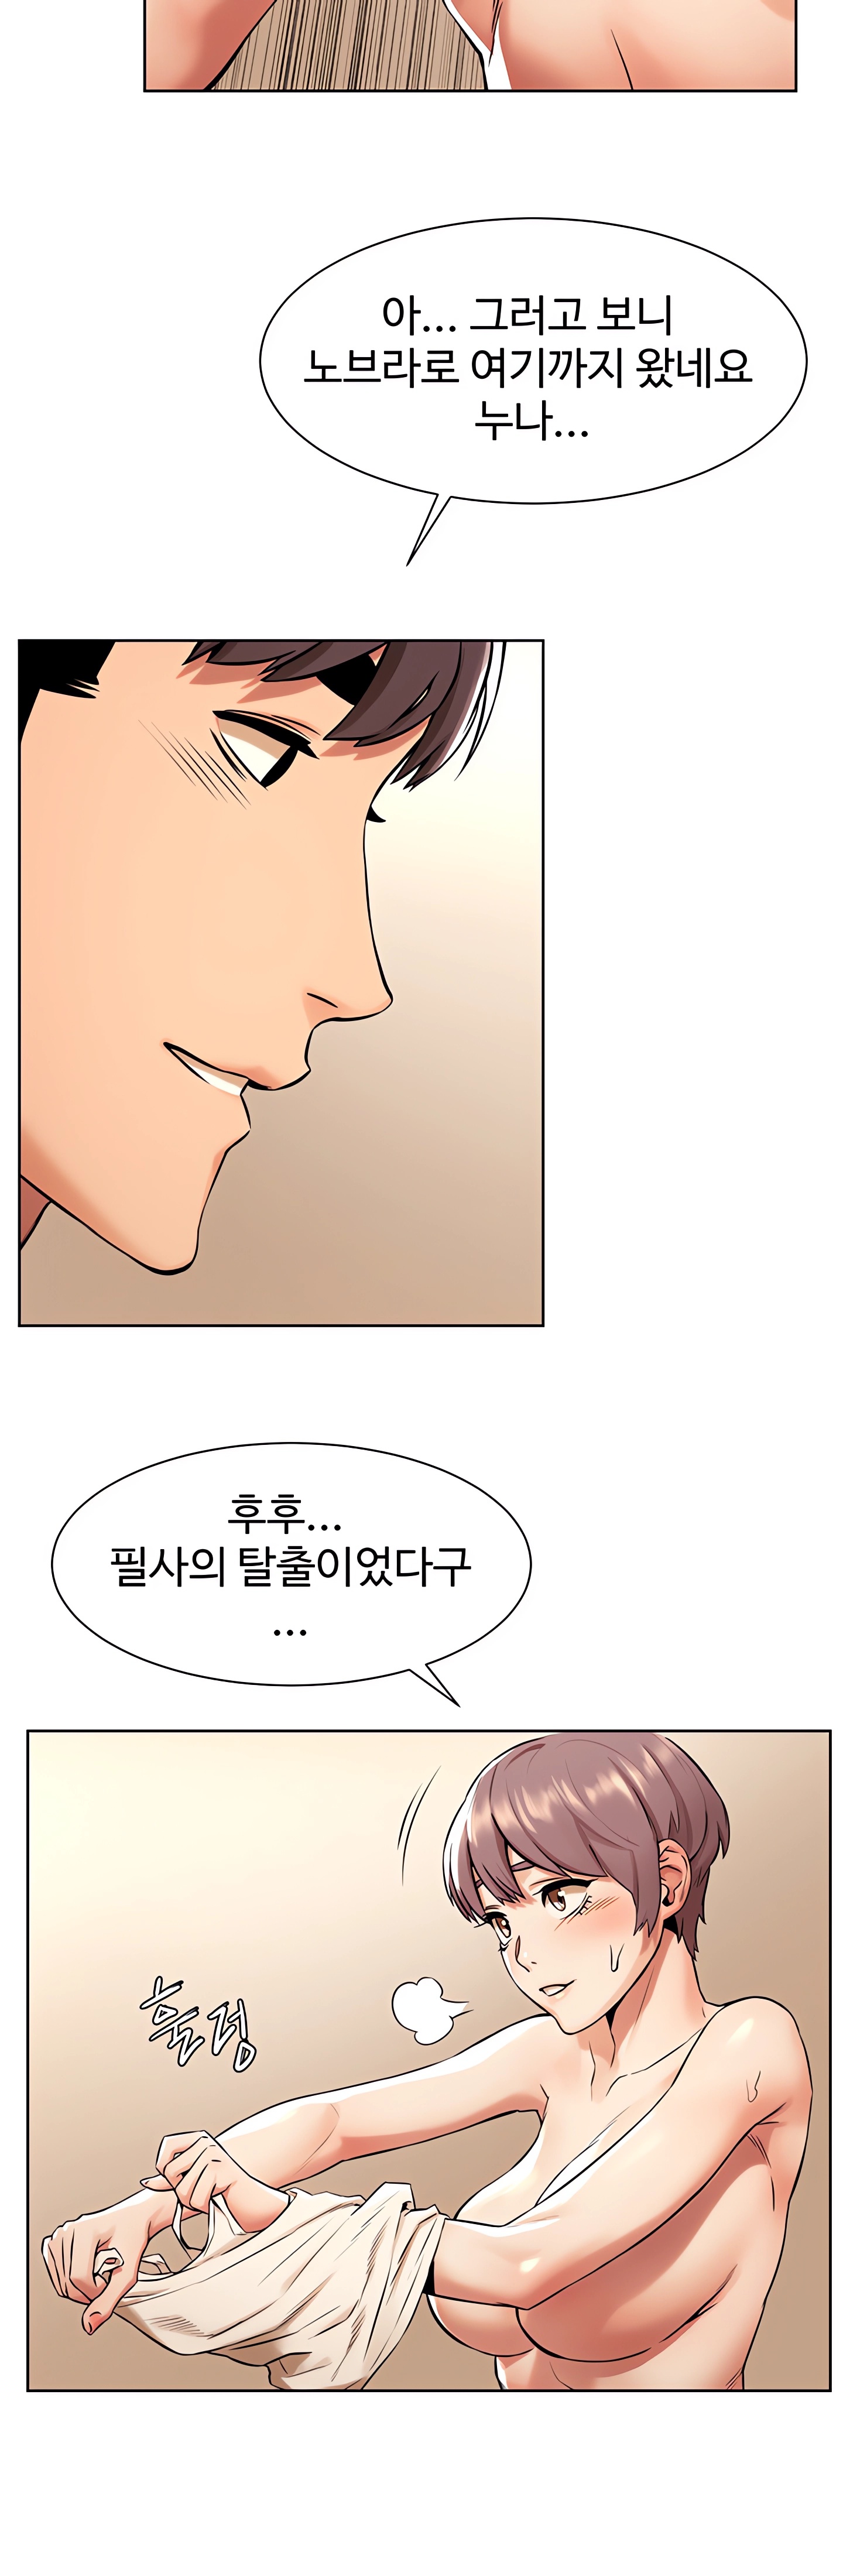 아... 그러고 보니
노브라로 여기까지 왔네요
누나...
후후...
필사의 탈출이었다구
...
훌렁